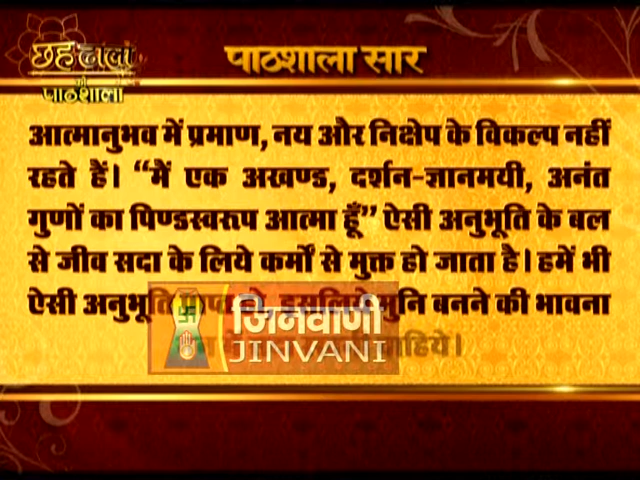 छहढाला
की
पाठशाला
पाठशाला सार
आत्मानुभव में प्रमाण, नय और निक्षेप के विकल्प नहीं
रहते हैं। “मैं एक अखण्ड, दर्शन-ज्ञानमयी, अनंत
गुणों का पिण्डस्वरूप आत्मा हूँ” ऐसी अनुभूति के बल
से जीव सदा के लिये कर्मों से मुक्त हो जाता है। हमें भी
ऐसी अनुभूति मुनि बनने की भावना
जिनवाणी
JINVANI